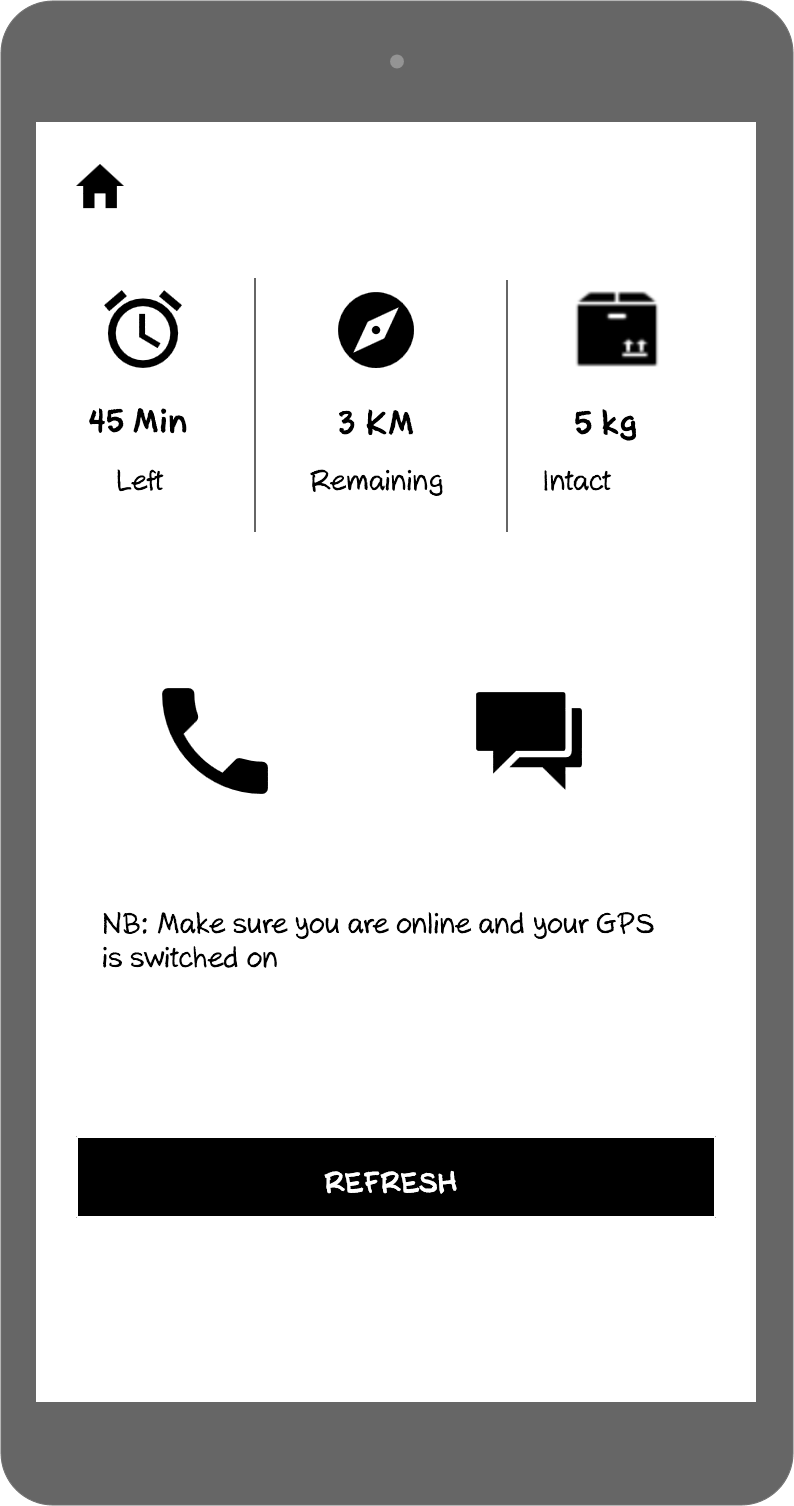 45 Min
3 KM
5 kg
Left
Remaining
Intact
NB: Make sure you are online and your GPS
is switched on
REFRESH